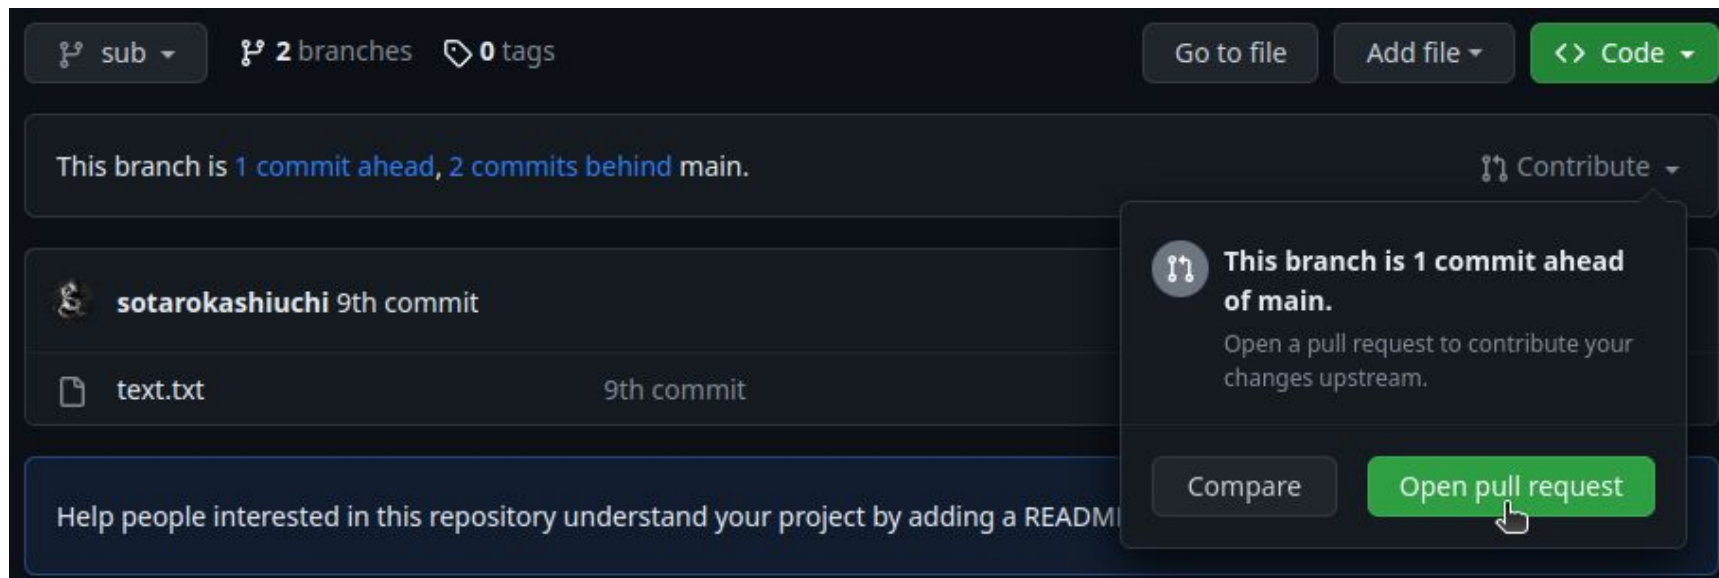 sub 2 branches 0 tags Go to file Add file <> Code
This branch is 1 commit ahead, 2 commits behind main. Contribute
This branch is 1 commit ahead
of main.
Open a pull request to contribute your
changes upstream.
Compare Open pull request
sotarokashiuchi 9th commit
text.txt 9th commit
Help people interested in this repository understand your project by adding a